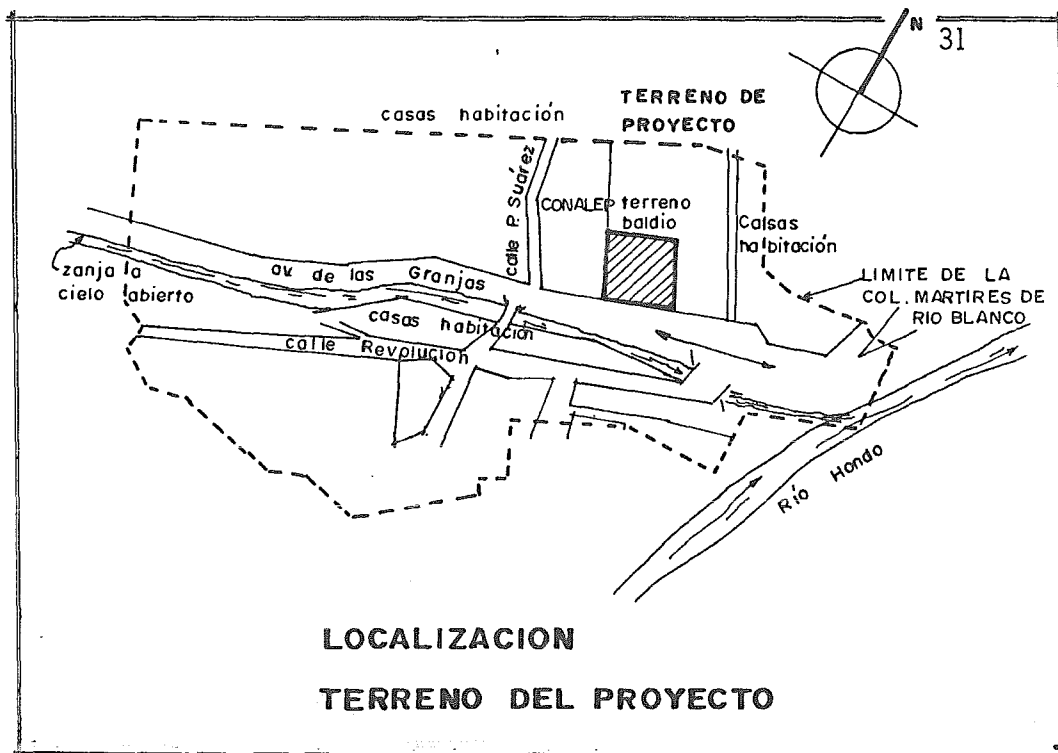 N
31
casas habitación
TERRENO DE
PROYECTO
calle P. Suárez
CONALEP
terreno
baldio
Calsas
habitación
zanja a
cielo abierto
av. de las Granjas
casas habitación
calle Revolución
LIMITE DE LA
COL. MARTIRES DE
RIO BLANCO
Río Hondo
LOCALIZACION
TERRENO DEL PROYECTO